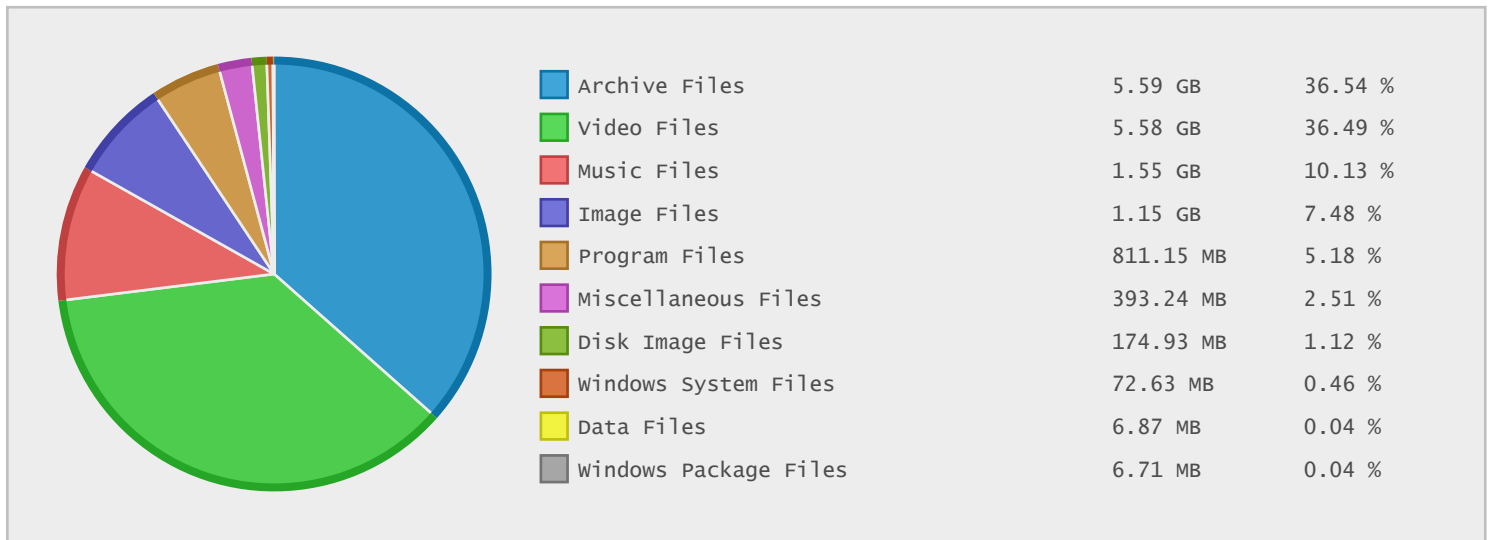 Archive Files 5.59 GB 36.54 %
Video Files 5.58 GB 36.49 %
Music Files 1.55 GB 10.13 %
Image Files 1.15 GB 7.48 %
Program Files 811.15 MB 5.18 %
Miscellaneous Files 393.24 MB 2.51 %
Disk Image Files 174.93 MB 1.12 %
Windows System Files 72.63 MB 0.46 %
Data Files 6.87 MB 0.04 %
Windows Package Files 6.71 MB 0.04 %